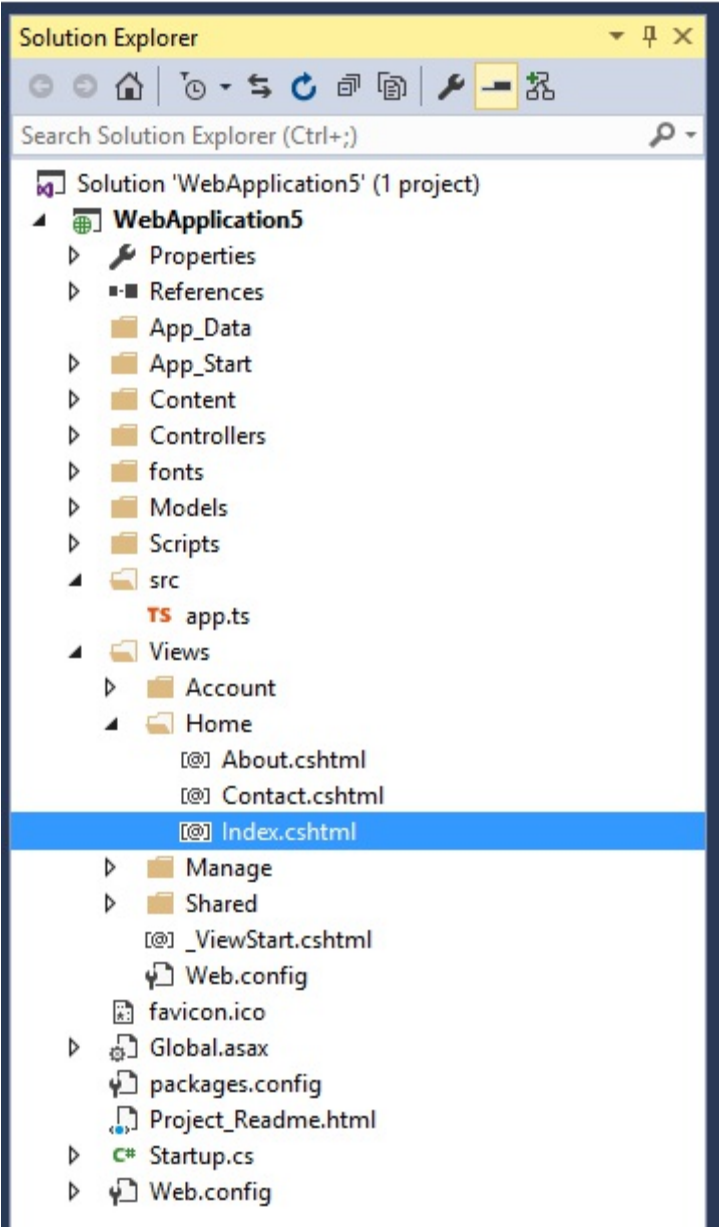 Solution Explorer
Search Solution Explorer (Ctrl+;)
Solution 'WebApplication5' (1 project)
WebApplication5
Properties
References
App_Data
App_Start
Content
Controllers
fonts
Models
Scripts
src
TS app.ts
Views
Account
Home
[@] About.cshtml
[@] Contact.cshtml
[@] Index.cshtml
Manage
Shared
[@] _ViewStart.cshtml
Web.config
favicon.ico
Global.asax
packages.config
Project_Readme.html
C# Startup.cs
Web.config